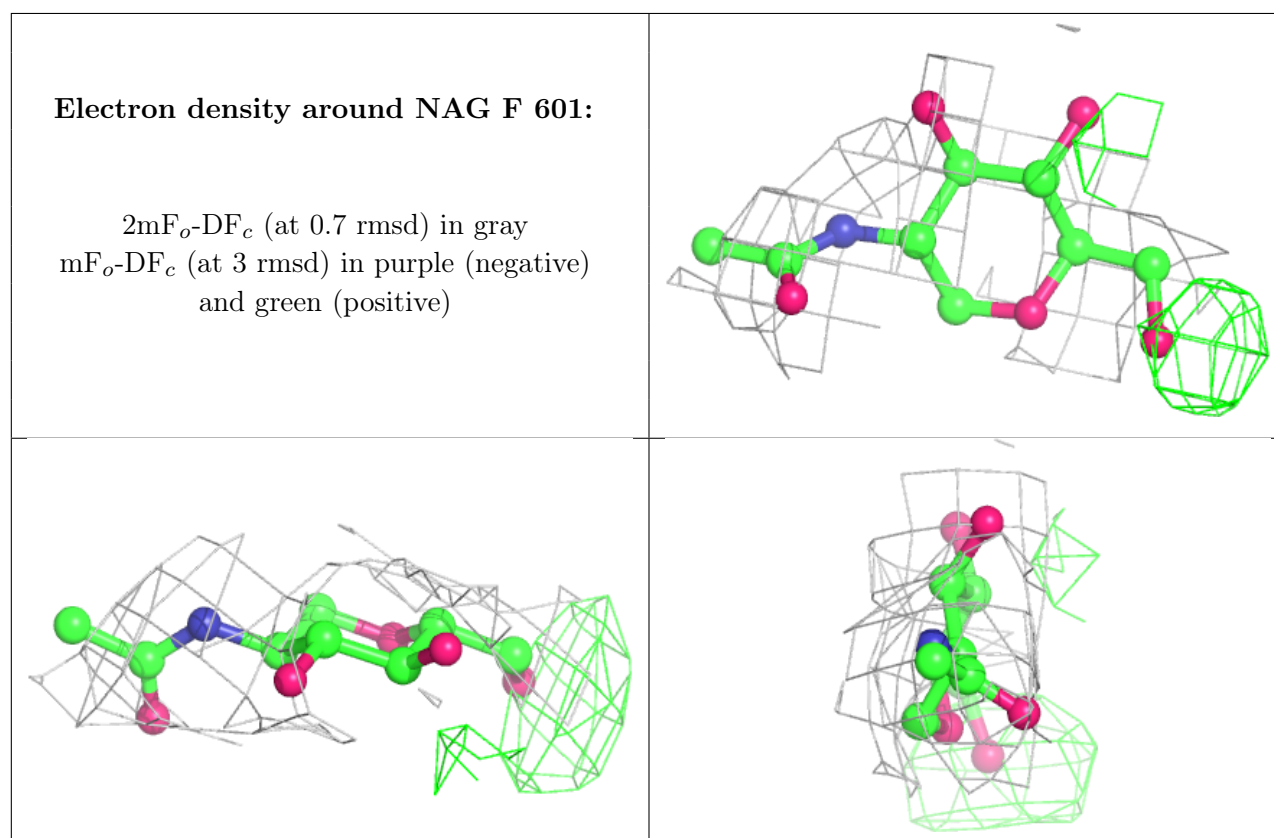 Electron density around NAG F 601:
2mFo-DFc (at 0.7 rmsd) in gray
mFo-DFc (at 3 rmsd) in purple (negative)
and green (positive)